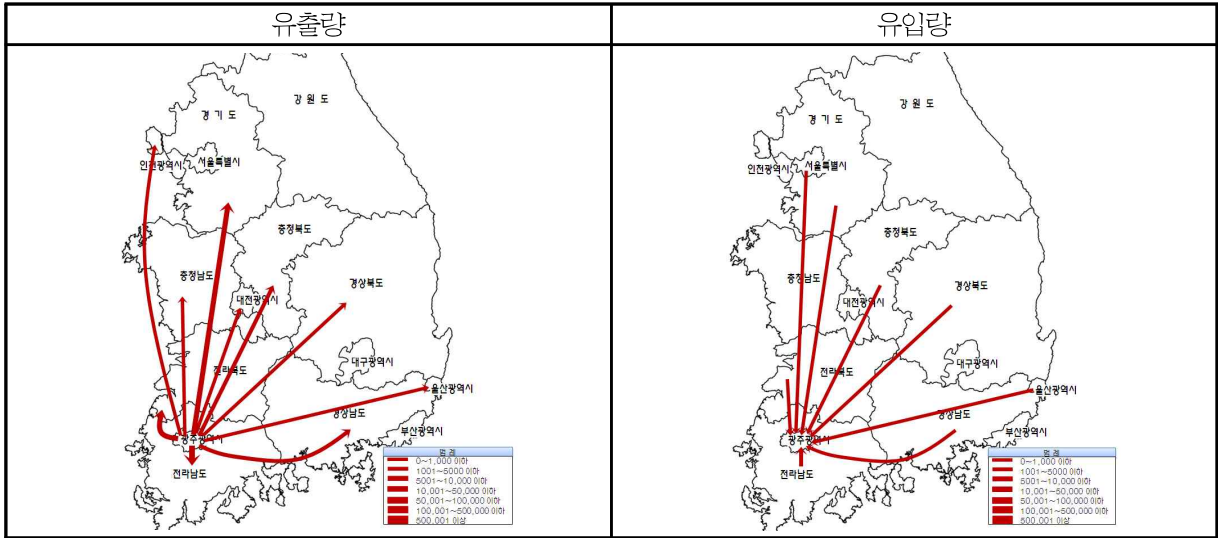 유출량
유입량
강 원 도
경 기 도
인천광역시
서울특별시
충청북도
충청남도
대전광역시
경상북도
전라북도
대구광역시
울산광역시
경상남도
부산광역시
광주광역시
전라남도
범 례
0~1,000 이하
1001~5000 이하
5001~10,000 이하
10,001~50,000 이하
50,001~100,000 이하
100,001~500,000 이하
500,001 이상
강 원 도
경 기 도
인천광역시
서울특별시
충청북도
충청남도
대전광역시
경상북도
전라북도
대구광역시
울산광역시
경상남도
부산광역시
광주광역시
전라남도
범 례
0~1,000 이하
1001~5000 이하
5001~10,000 이하
10,001~50,000 이하
50,001~100,000 이하
100,001~500,000 이하
500,001 이상